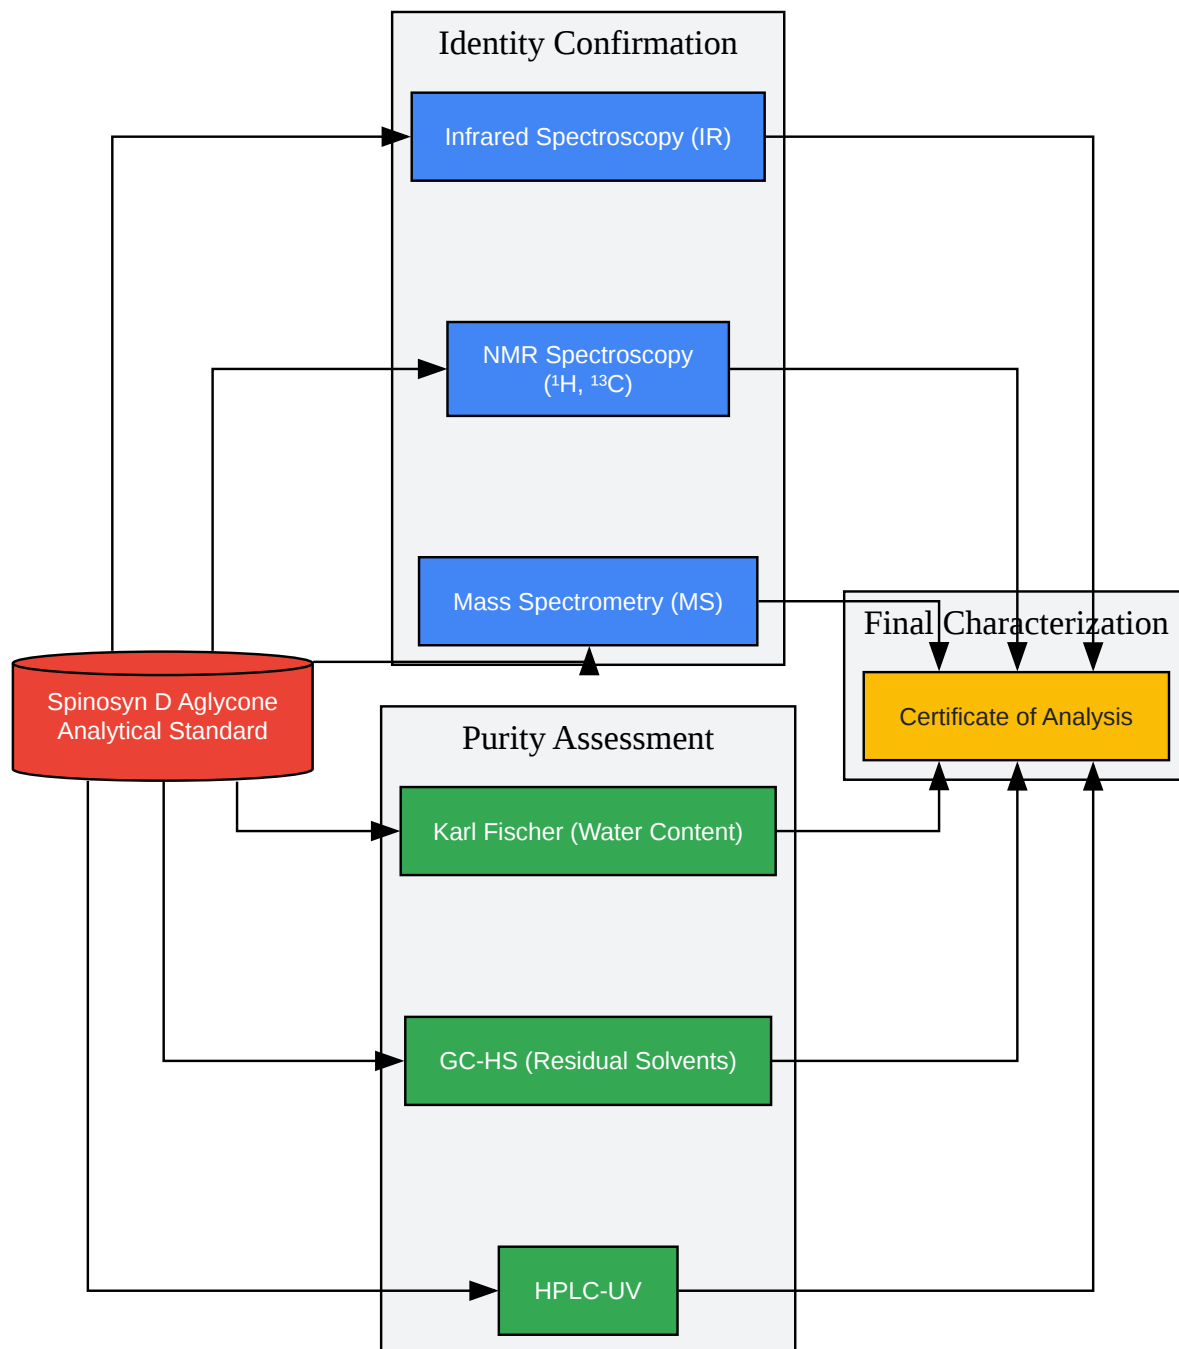 Identity Confirmation
Infrared Spectroscopy (IR)
NMR Spectroscopy
(¹H, ¹³C)
Mass Spectrometry (MS)
Final Characterization
Certificate of Analysis
Spinosyn D Aglycone
Analytical Standard
Purity Assessment
Karl Fischer (Water Content)
GC-HS (Residual Solvents)
HPLC-UV